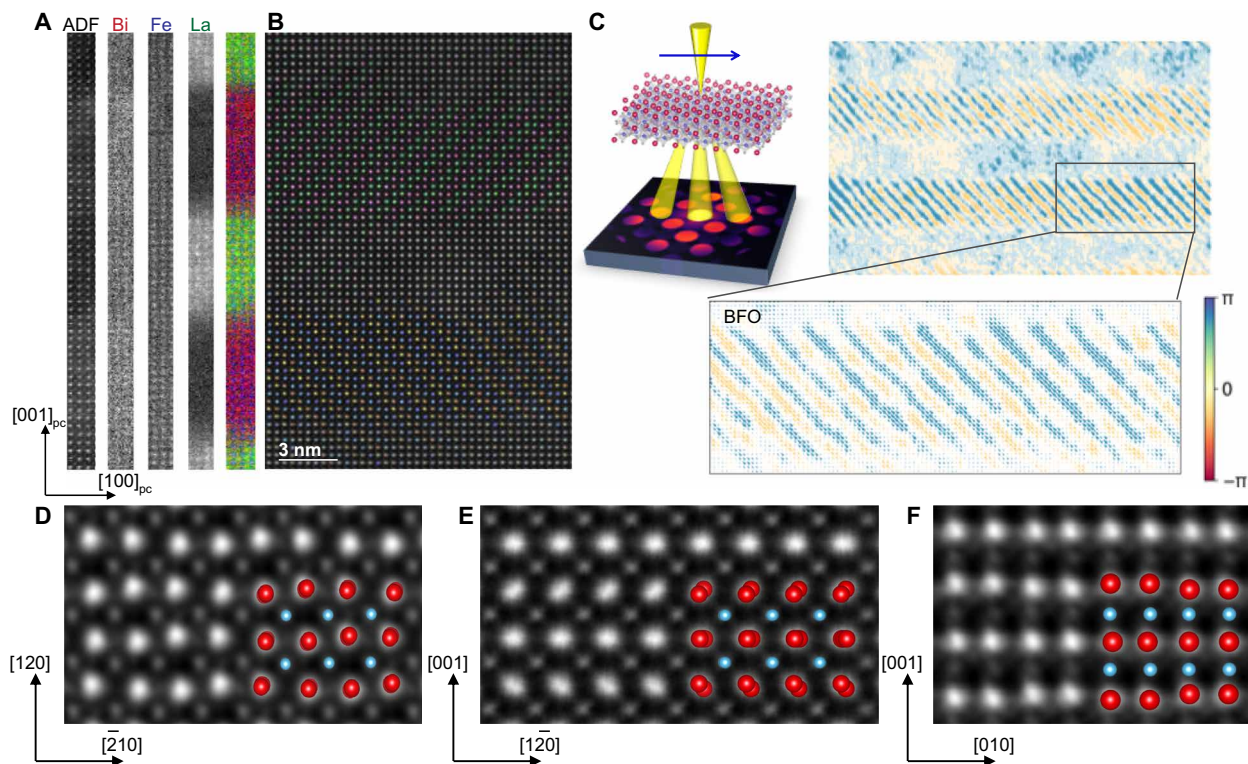 A
ADF
Bi
Fe
La
B
C
[001]pc
[100]pc
3 nm
BFO
π
0
−π
D
E
F
[120]
[2̅10]
[001]
[12̅0]
[001]
[010]